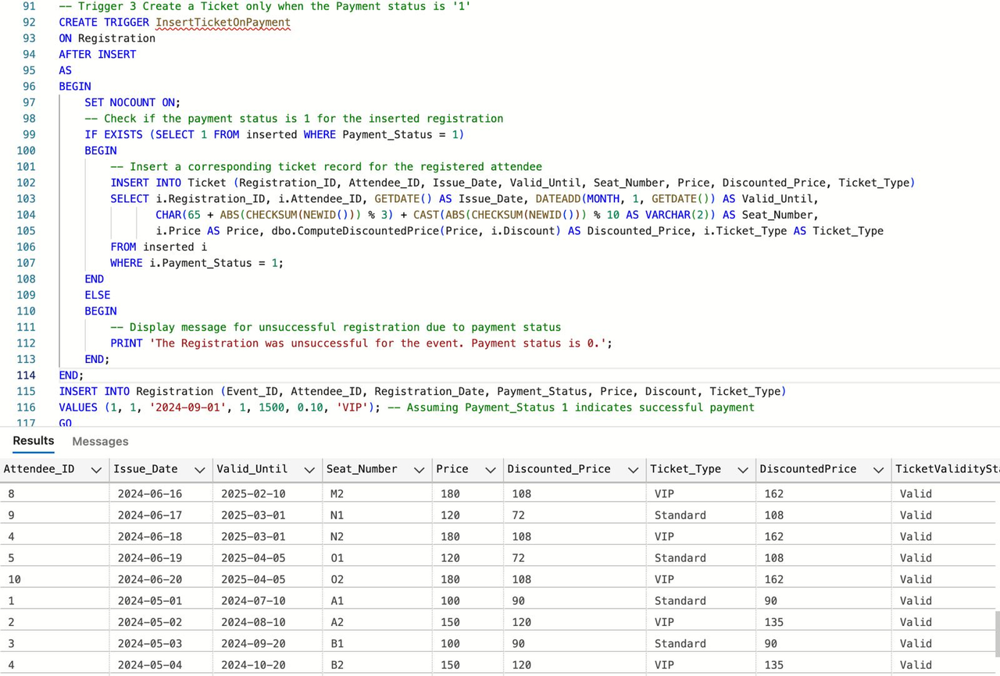 91 -- Trigger 3 Create a Ticket only when the Payment status is '1'
92 CREATE TRIGGER InsertTicketOnPayment
93 ON Registration
94 AFTER INSERT
95 AS
96 BEGIN
97 SET NOCOUNT ON;
98 -- Check if the payment status is 1 for the inserted registration
99 IF EXISTS (SELECT 1 FROM inserted WHERE Payment_Status = 1)
100 BEGIN
101 -- Insert a corresponding ticket record for the registered attendee
102 INSERT INTO Ticket (Registration_ID, Attendee_ID, Issue_Date, Valid_Until, Seat_Number, Price, Discounted_Price, Ticket_Type)
103 SELECT i.Registration_ID, i.Attendee_ID, GETDATE() AS Issue_Date, DATEADD(MONTH, 1, GETDATE()) AS Valid_Until,
104 CHAR(65 + ABS(CHECKSUM(NEWID())) % 3) + CAST(ABS(CHECKSUM(NEWID())) % 10 AS VARCHAR(2)) AS Seat_Number,
105 i.Price AS Price, dbo.ComputeDiscountedPrice(Price, i.Discount) AS Discounted_Price, i.Ticket_Type AS Ticket_Type
106 FROM inserted i
107 WHERE i.Payment_Status = 1;
108 END
109 ELSE
110 BEGIN
111 -- Display message for unsuccessful registration due to payment status
112 PRINT 'The Registration was unsuccessful for the event. Payment status is 0.';
113 END;
114 END;
115 INSERT INTO Registration (Event_ID, Attendee_ID, Registration_Date, Payment_Status, Price, Discount, Ticket_Type)
116 VALUES (1, 1, '2024-09-01', 1, 1500, 0.10, 'VIP'); -- Assuming Payment_Status 1 indicates successful payment
117 GO
Results Messages
Attendee_ID Issue_Date Valid_Until Seat_Number Price Discounted_Price Ticket_Type DiscountedPrice TicketValiditySta
8 2024-06-16 2025-02-10 M2 180 108 VIP 162 Valid
9 2024-06-17 2025-03-01 N1 120 72 Standard 108 Valid
4 2024-06-18 2025-03-01 N2 180 108 VIP 162 Valid
5 2024-06-19 2025-04-05 O1 120 72 Standard 108 Valid
10 2024-06-20 2025-04-05 O2 180 108 VIP 162 Valid
1 2024-05-01 2024-07-10 A1 100 90 Standard 90 Valid
2 2024-05-02 2024-08-10 A2 150 120 VIP 135 Valid
3 2024-05-03 2024-09-20 B1 100 90 Standard 90 Valid
4 2024-05-04 2024-10-20 B2 150 120 VIP 135 Valid